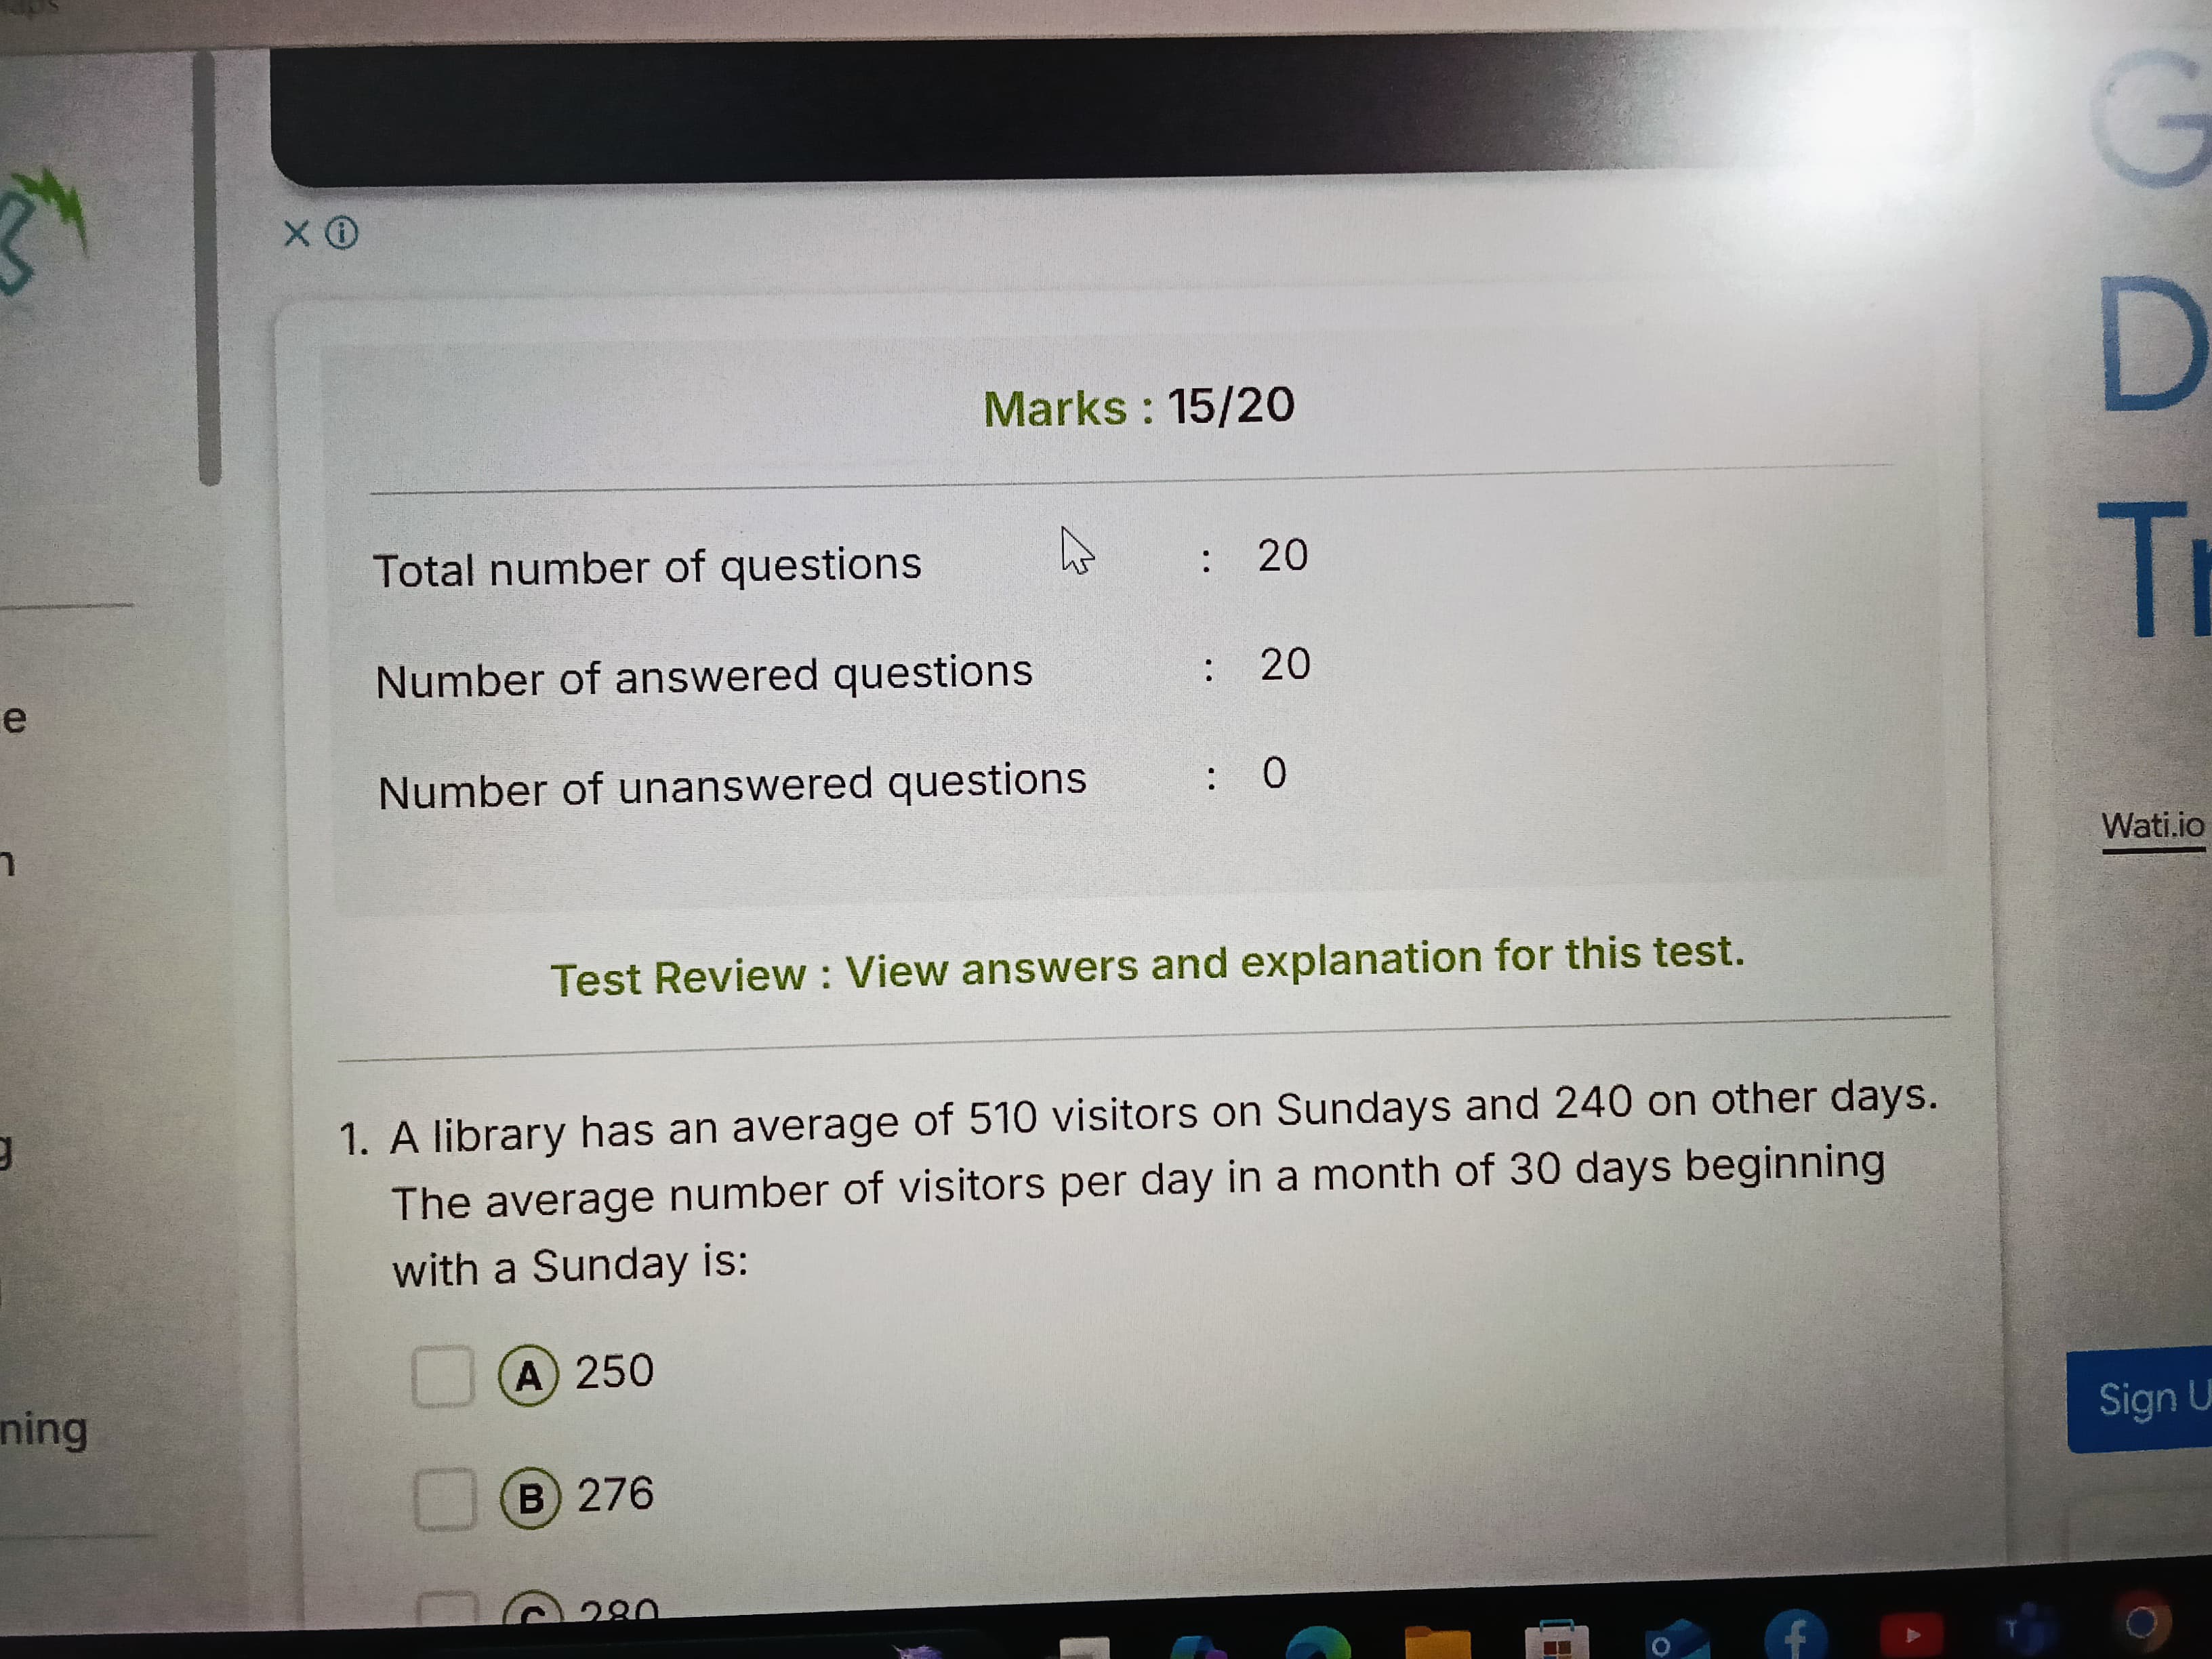 Marks : 15/20
Total number of questions : 20
Number of answered questions : 20
Number of unanswered questions : 0
Test Review : View answers and explanation for this test.
1. A library has an average of 510 visitors on Sundays and 240 on other days.
The average number of visitors per day in a month of 30 days beginning
with a Sunday is:
A 250
B 276
C 280
e
g
ning
G
D
Tr
Wati.io
Sign U